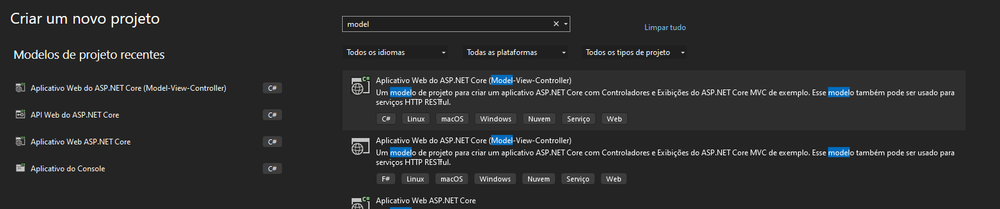 Criar um novo projeto
Modelos de projeto recentes
Aplicativo Web do ASP.NET Core (Model-View-Controller) C#
API Web do ASP.NET Core C#
Aplicativo Web ASP.NET Core C#
Aplicativo do Console C#
model
Limpar tudo
Todos os idiomas Todas as plataformas Todos os tipos de projeto
Aplicativo Web do ASP.NET Core (Model-View-Controller)
Um modelo de projeto para criar um aplicativo ASP.NET Core com Controladores e Exibições do ASP.NET Core MVC de exemplo. Esse modelo também pode ser usado para
serviços HTTP RESTful.
C# Linux macOS Windows Nuvem Serviço Web
Aplicativo Web do ASP.NET Core (Model-View-Controller)
Um modelo de projeto para criar um aplicativo ASP.NET Core com Controladores e Exibições do ASP.NET Core MVC de exemplo. Esse modelo também pode ser usado para
serviços HTTP RESTful.
F# Linux macOS Windows Nuvem Serviço Web
Aplicativo Web ASP.NET Core